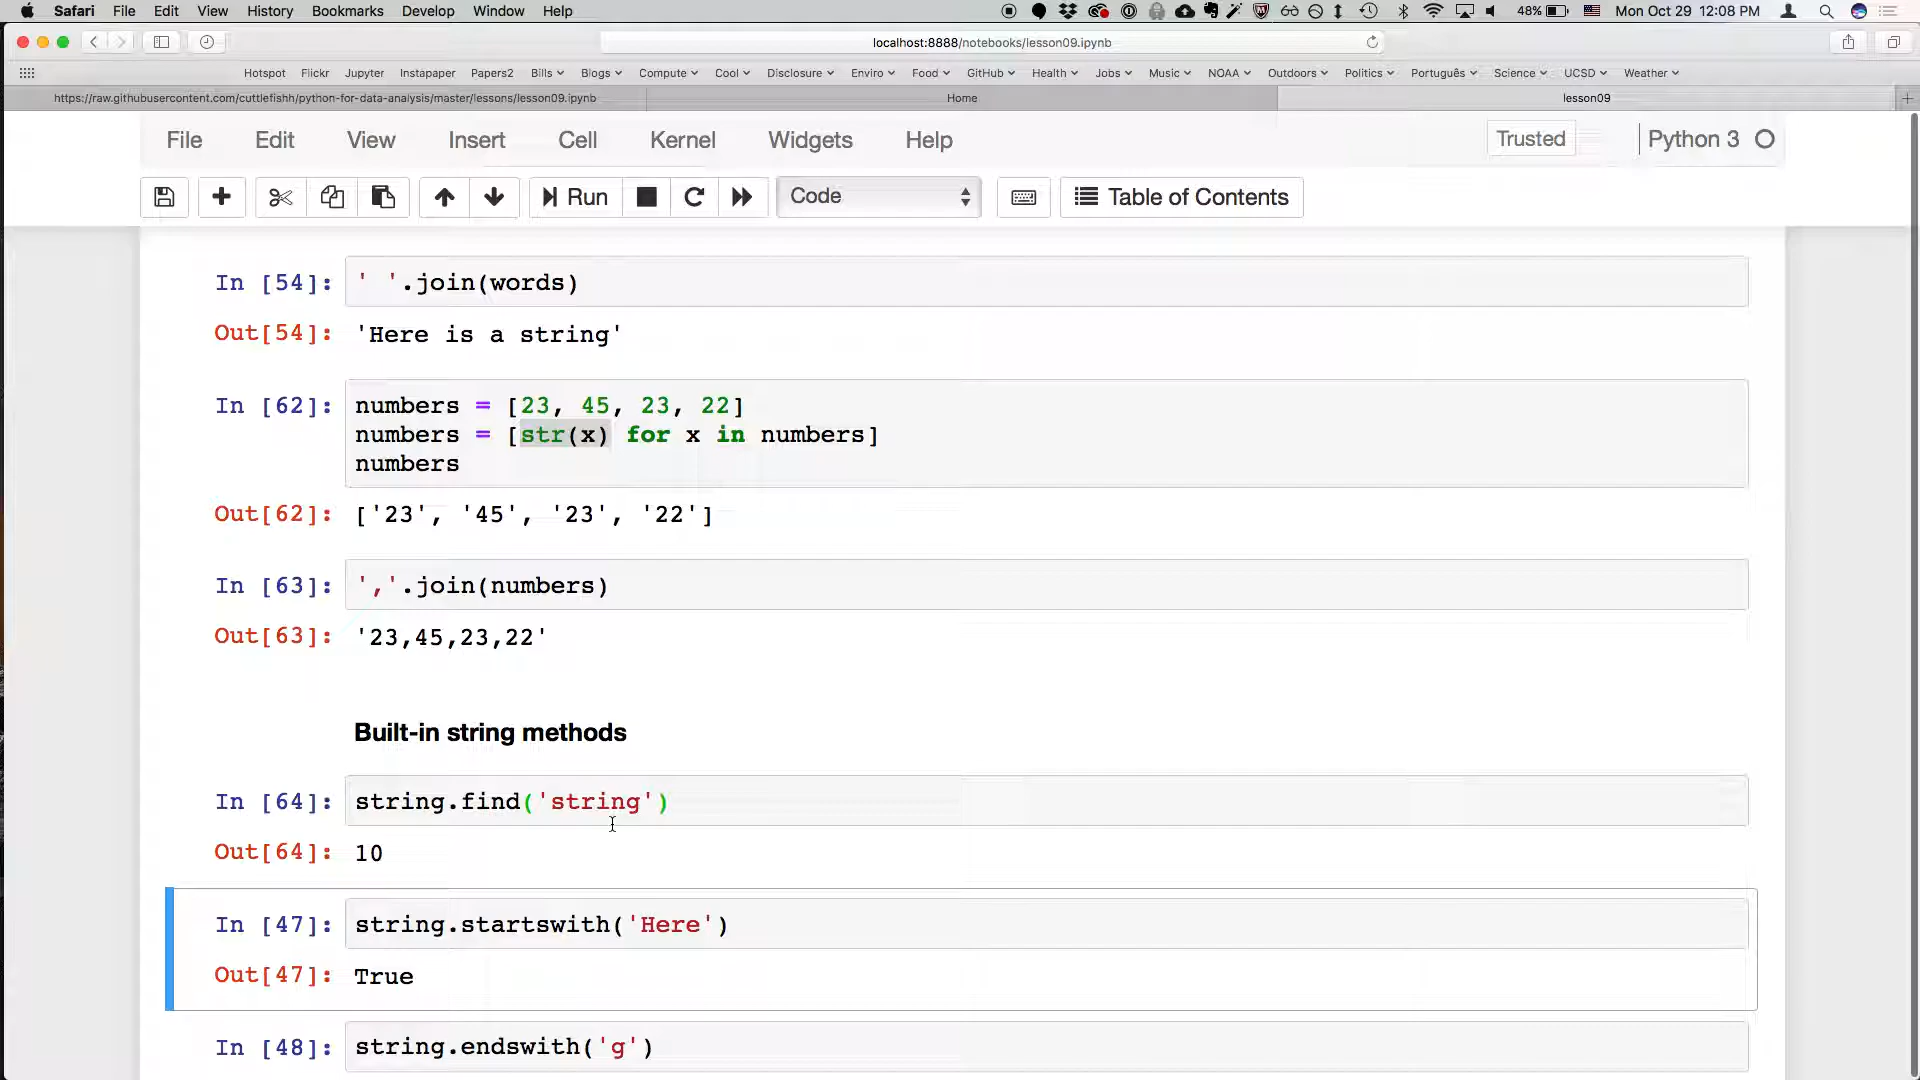 Safari File Edit View History Bookmarks Develop Window Help 48% Mon Oct 29 12:08 PM
localhost:8888/notebooks/lesson09.ipynb
Hotspot Flickr Jupyter Instapaper Papers2 Bills Blogs Compute Cool Disclosure Enviro Food GitHub Health Jobs Music NOAA Outdoors Politics Português Science UCSD Weather
https://raw.githubusercontent.com/cuttlefishh/python-for-data-analysis/master/lessons/lesson09.ipynb Home lesson09
File Edit View Insert Cell Kernel Widgets Help Trusted Python 3
Run Code Table of Contents
In [54]: ' '.join(words)
Out[54]: 'Here is a string'
In [62]: numbers = [23, 45, 23, 22]
numbers = [str(x) for x in numbers]
numbers
Out[62]: ['23', '45', '23', '22']
In [63]: ','.join(numbers)
Out[63]: '23,45,23,22'
Built-in string methods
In [64]: string.find('string')
Out[64]: 10
In [47]: string.startswith('Here')
Out[47]: True
In [48]: string.endswith('g')